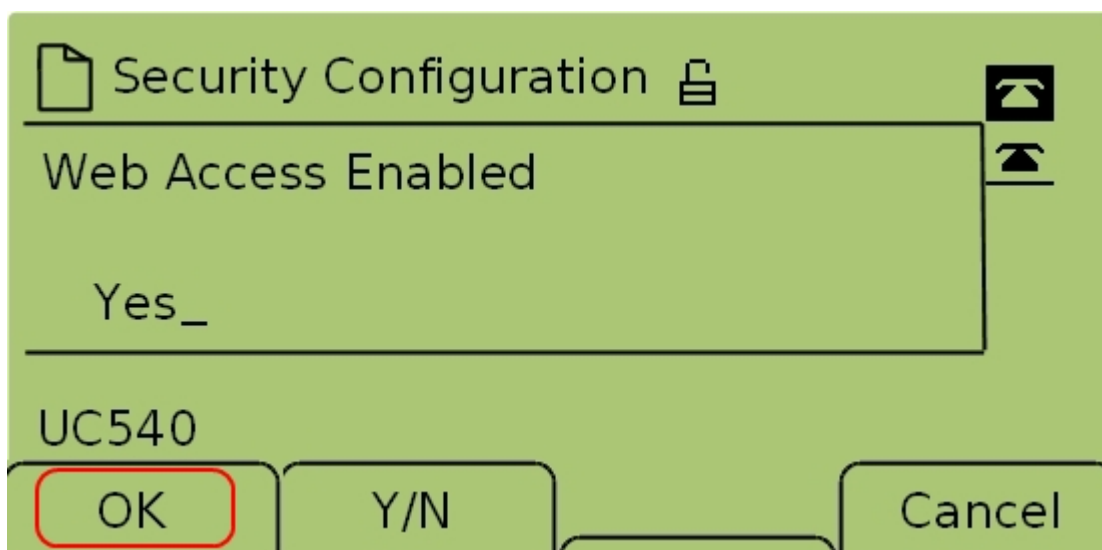 Security Configuration
Web Access Enabled
Yes_
UC540
OK Y/N Cancel